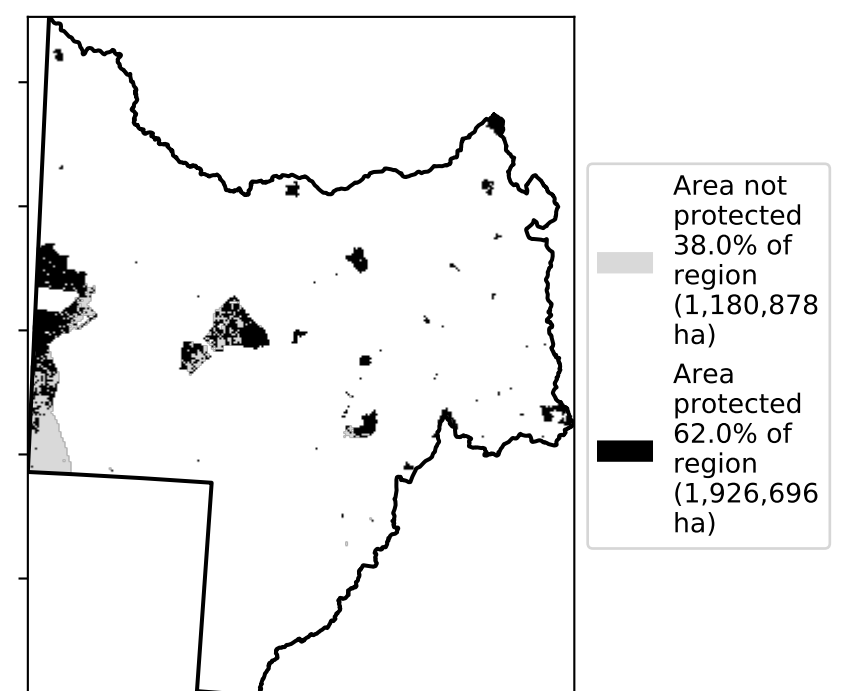 Area not
protected
38.0% of
region
(1,180,878
ha)
Area
protected
62.0% of
region
(1,926,696
ha)